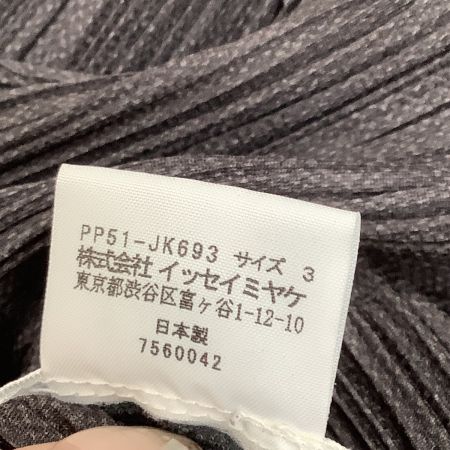 PP51-JK693 サイズ 3
株式会社 イッセイミヤケ
東京都渋谷区富ヶ谷1-12-10
日本製
7560042